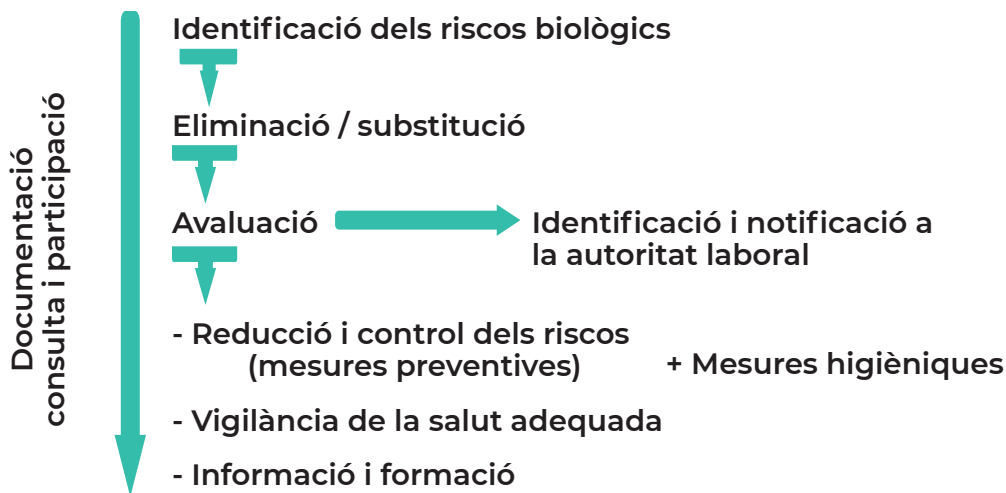 Documentació
consulta i participació
Identificació dels riscos biològics
Eliminació / substitució
Avaluació
Identificació i notificació a
la autoritat laboral
- Reducció i control dels riscos
(mesures preventives)
+ Mesures higièniques
- Vigilància de la salut adequada
- Informació i formació